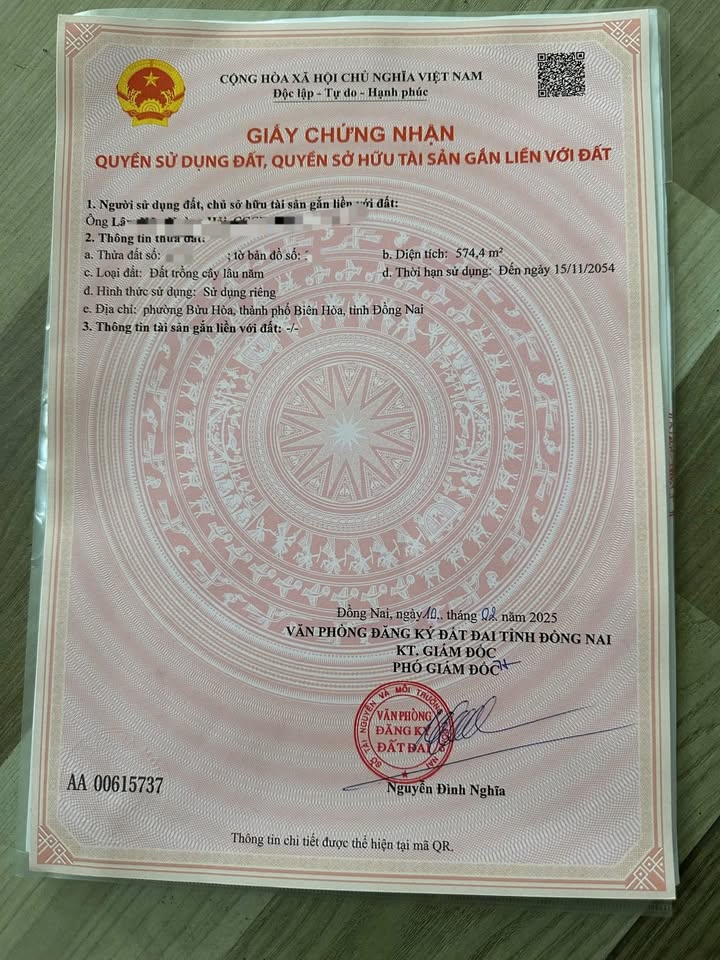 CỘNG HÒA XÃ HỘI CHỦ NGHĨA VIỆT NAM
Độc lập - Tự do - Hạnh phúc
GIẤY CHỨNG NHẬN
QUYỀN SỬ DỤNG ĐẤT, QUYỀN SỞ HỮU TÀI SẢN GẮN LIỀN VỚI ĐẤT
1. Người sử dụng đất, chủ sở hữu tài sản gắn liền với đất:
Ông
2. Thông tin thửa đất:
a. Thửa đất số: ; tờ bản đồ số: b. Diện tích: 574,4 m²
c. Loại đất: Đất trồng cây lâu năm d. Thời hạn sử dụng: Đến ngày 15/11/2054
đ. Hình thức sử dụng: Sử dụng riêng
e. Địa chỉ: phường Bửu Hòa, thành phố Biên Hòa, tỉnh Đồng Nai
3. Thông tin tài sản gắn liền với đất: -/-
Đồng Nai, ngày 10.. tháng 02 năm 2025
VĂN PHÒNG ĐĂNG KÝ ĐẤT ĐAI TỈNH ĐỒNG NAI
KT. GIÁM ĐỐC
PHÓ GIÁM ĐỐC
SỞ TÀI NGUYÊN VÀ MÔI TRƯỜNG
VĂN PHÒNG
ĐĂNG KÝ
ĐẤT ĐAI
Nguyễn Đình Nghĩa
AA 00615737
Thông tin chi tiết được thể hiện tại mã QR.